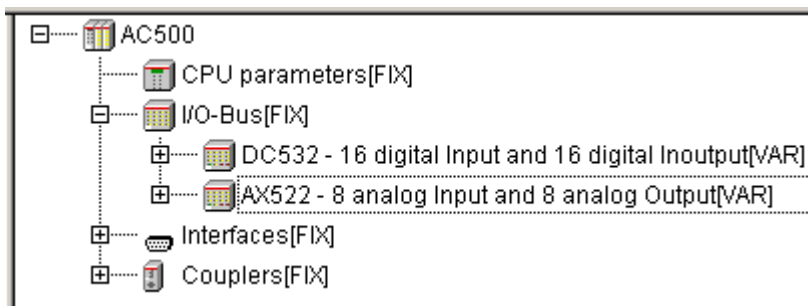 AC500
CPU parameters[FIX]
I/O-Bus[FIX]
DC532 - 16 digital Input and 16 digital Inoutput[VAR]
AX522 - 8 analog Input and 8 analog Output[VAR]
Interfaces[FIX]
Couplers[FIX]